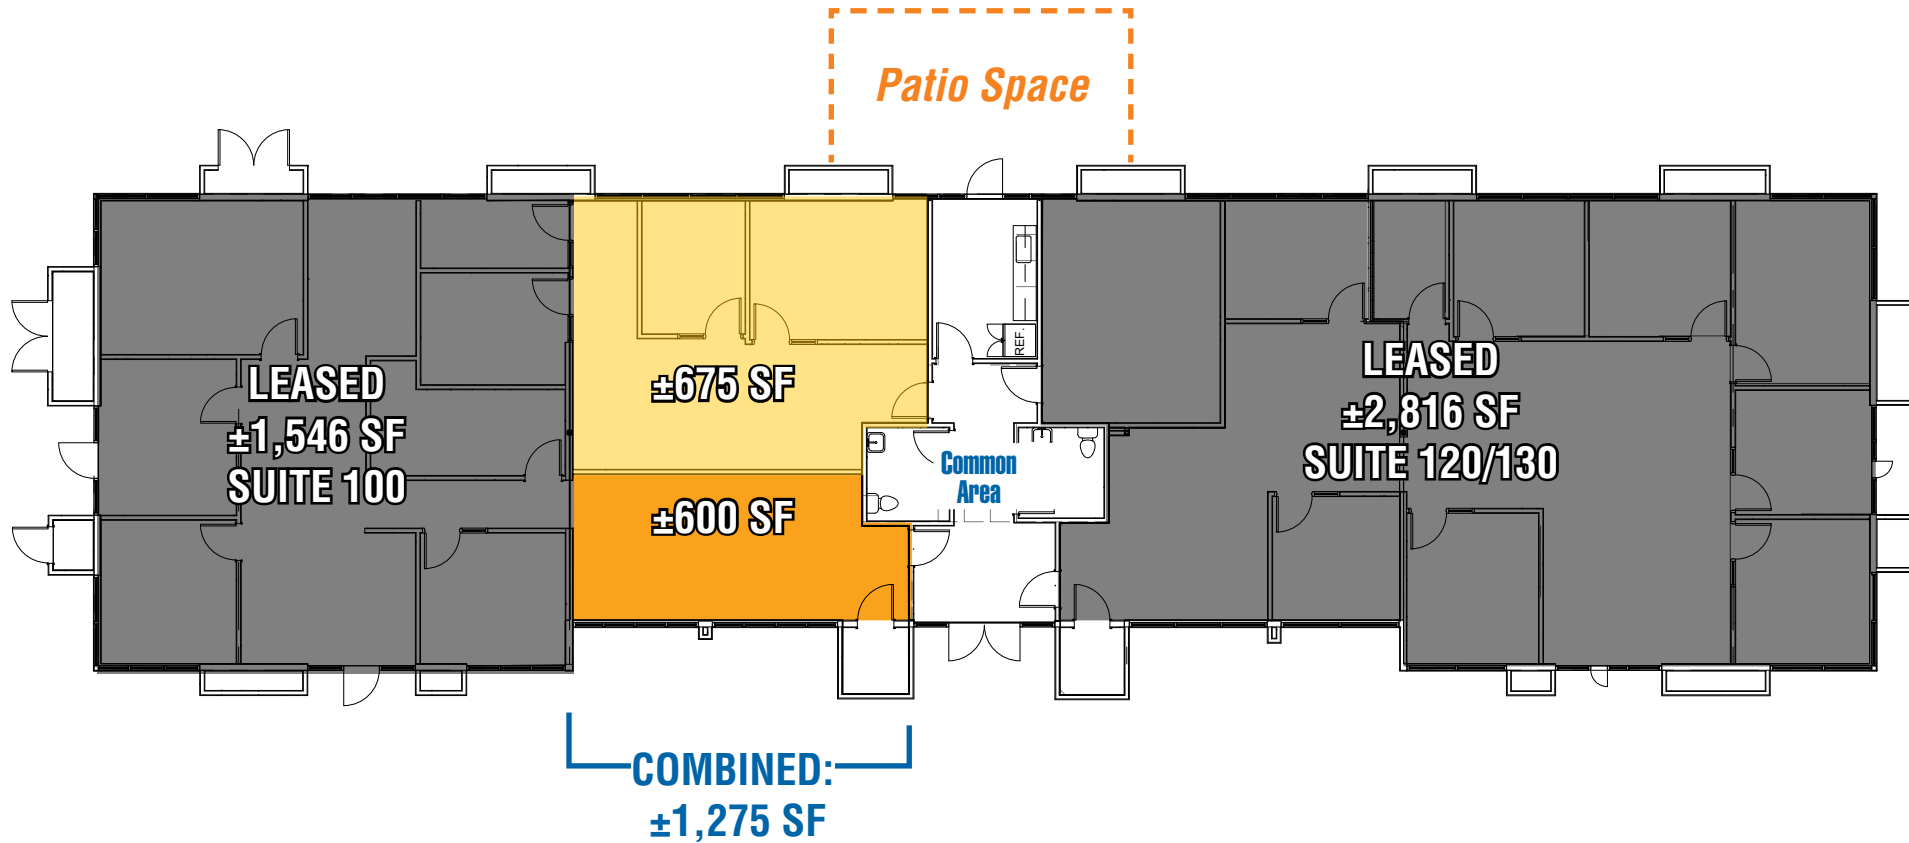 Patio Space
REF.
LEASED
±1,546 SF
SUITE 100
±675 SF
±600 SF
Common
Area
LEASED
±2,816 SF
SUITE 120/130
COMBINED:
±1,275 SF